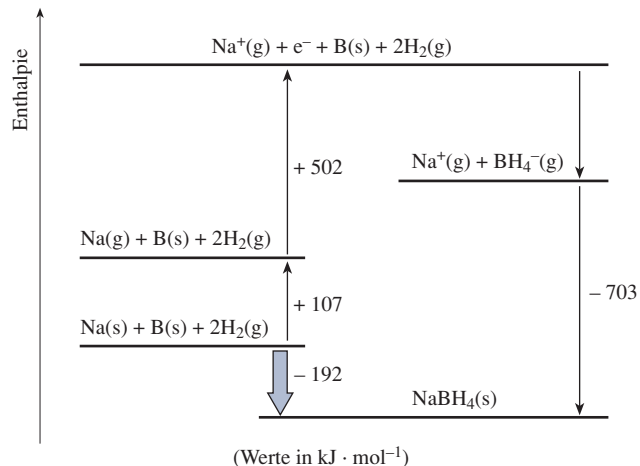 Enthalpie
Na⁺(g) + e⁻ + B(s) + 2H₂(g)
Na⁺(g) + BH₄⁻(g)
+ 502
Na(g) + B(s) + 2H₂(g)
– 703
+ 107
Na(s) + B(s) + 2H₂(g)
– 192
NaBH₄(s)
(Werte in kJ · mol⁻¹)